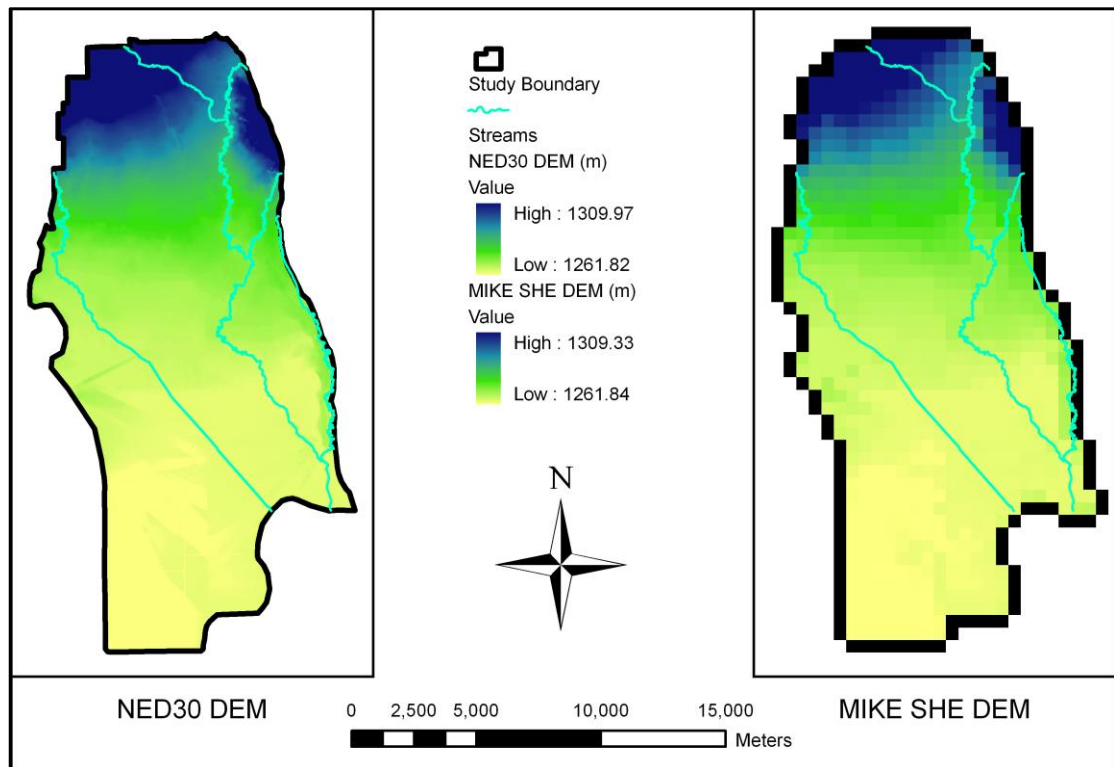 Study Boundary
Streams
NED30 DEM (m)
Value
High : 1309.97
Low : 1261.82
MIKE SHE DEM (m)
Value
High : 1309.33
Low : 1261.84
N
NED30 DEM
MIKE SHE DEM
0 2,500 5,000 10,000 15,000
Meters